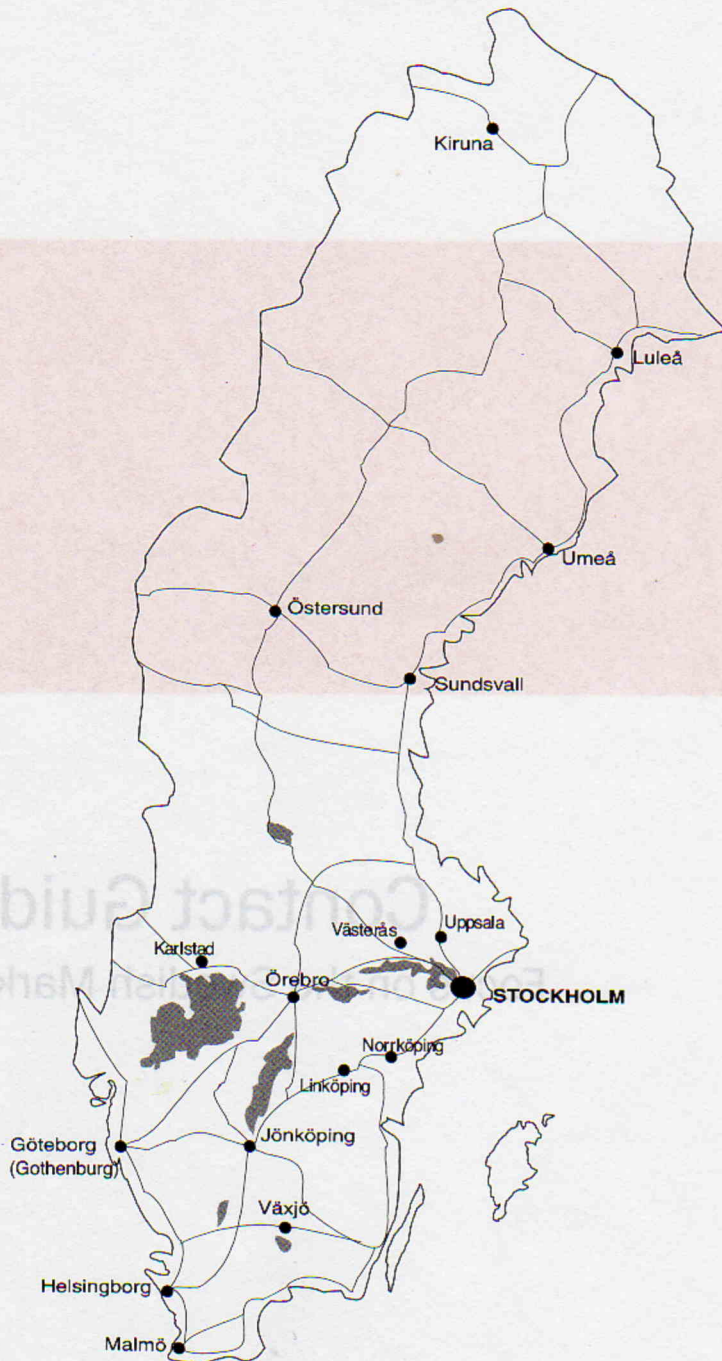 Kiruna
Luleå
Umeå
Östersund
Sundsvall
Contact Guid
Uppsala
Västerås
Karlstad
Örebro
STOCKHOLM
Norrköping
Linköping
Göteborg
(Gothenburg)
Jönköping
Växjö
Helsingborg
Malmö